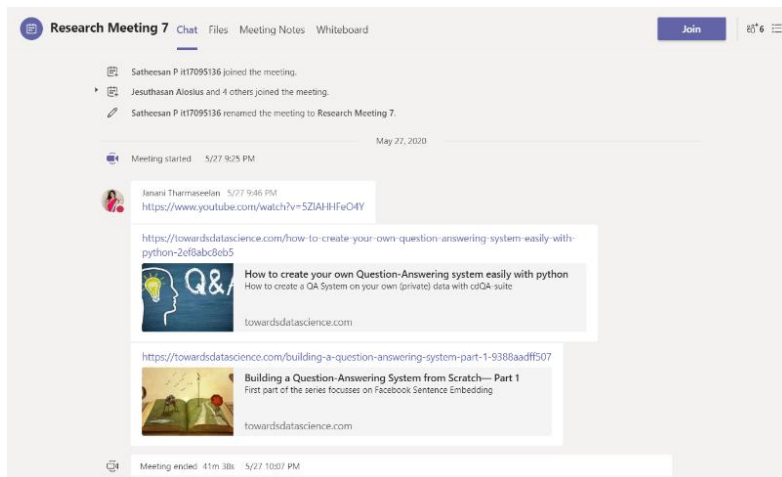 Research Meeting 7 Chat Files Meeting Notes Whiteboard Join 6
Satheesan P it17095136 joined the meeting.
Jesuthasan Alosius and 4 others joined the meeting.
Satheesan P it17095136 renamed the meeting to Research Meeting 7.
May 27, 2020
Meeting started 5/27 9:25 PM
Janani Tharmaseelan 5/27 9:46 PM
https://www.youtube.com/watch?v=5ZIAHHFeO4Y
https://towardsdatascience.com/how-to-create-your-own-question-answering-system-easily-with-
python-2ef8abc8eb5
How to create your own Question-Answering system easily with python
How to create a QA System on your own (private) data with cdQA-suite
Q&A
towardsdatascience.com
https://towardsdatascience.com/building-a-question-answering-system-part-1-9388aadff507
Building a Question-Answering System from Scratch— Part 1
First part of the series focusses on Facebook Sentence Embedding
towardsdatascience.com
Meeting ended 41m 38s 5/27 10:07 PM